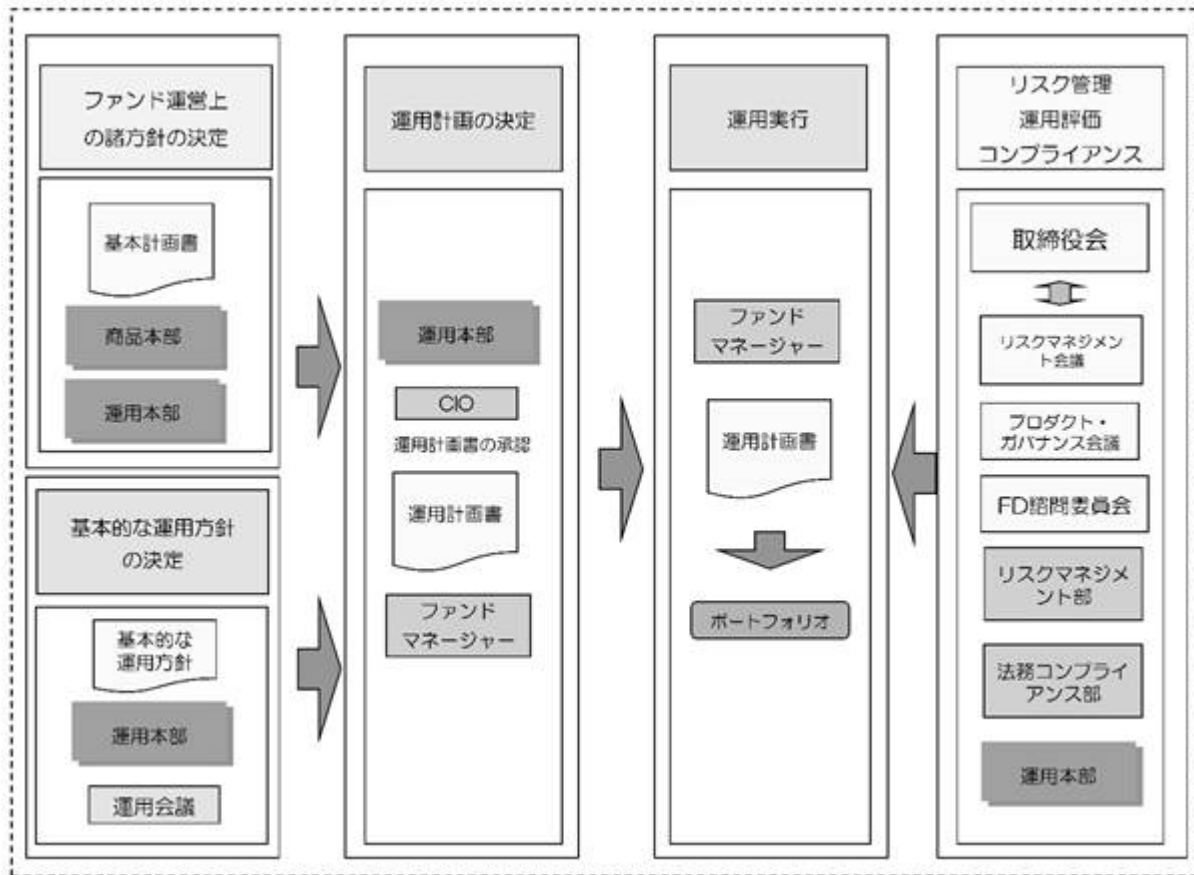 ファンド運営上
の諸方針の決定
基本計画書
商品本部
運用本部
基本的な運用方針
の決定
基本的な
運用方針
運用本部
運用会議
運用計画の決定
運用本部
CIO
運用計画書の承認
運用計画書
ファンド
マネージャー
運用実行
ファンド
マネージャー
運用計画書
ポートフォリオ
リスク管理
運用評価
コンプライアンス
取締役会
リスクマネジメン
ト会議
プロダクト・
ガバナンス会議
FD諮問委員会
リスクマネジメ
ント部
法務コンプライ
アンス部
運用本部